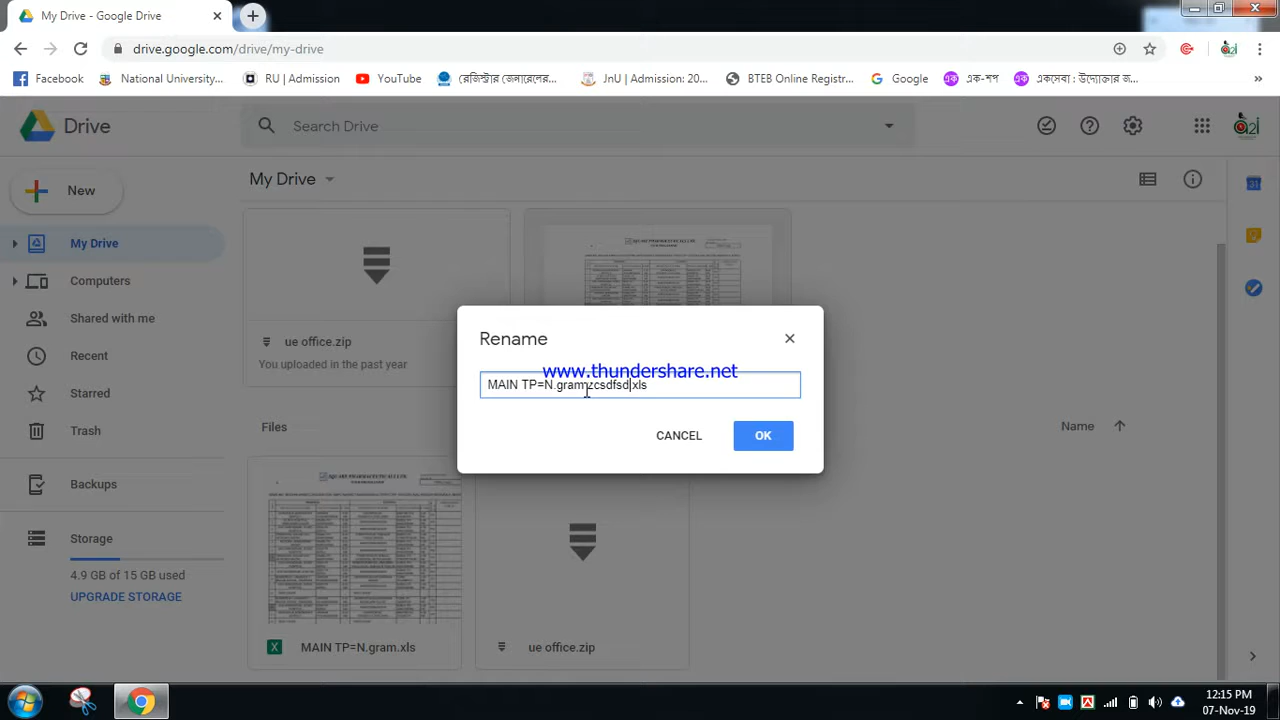 My Drive - Google Drive
drive.google.com/drive/my-drive
Facebook
National University...
RU | Admission
YouTube
রেজিস্টার জেনারেলের...
JnU | Admission: 20...
BTEB Online Registr...
Google
এক-শপ
একসেবা : উদ্যোক্তার ড্...
»
Drive
Search Drive
New
My Drive
My Drive
Computers
Shared with me
Recent
Starred
Trash
Backups
Storage
4.9 GB of 15 GB used
UPGRADE STORAGE
ue office.zip
You uploaded in the past year
Rename
www.thundershare.net
MAIN TP=N.gramzcsdfsd|xls
CANCEL
OK
Files
Name
MAIN TP=N.gram.xls
ue office.zip
12:15 PM
07-Nov-19